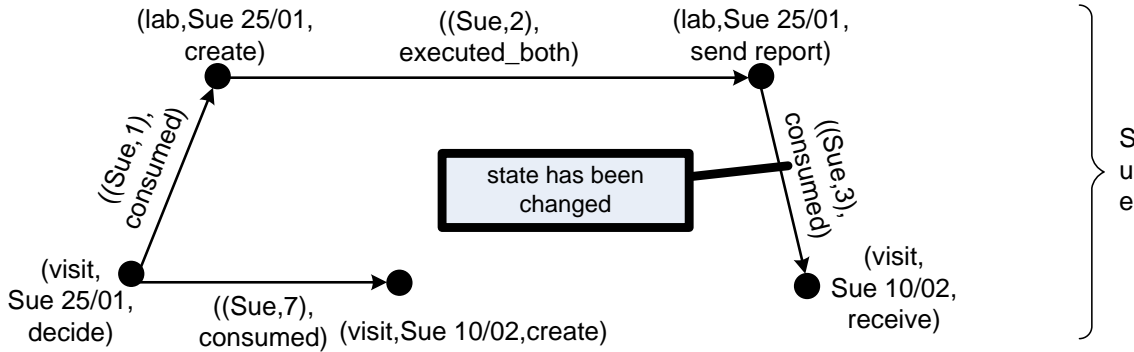 (lab,Sue 25/01,
create)
((Sue,2),
executed_both)
(lab,Sue 25/01,
send report)
((Sue,1),
consumed)
state has been
changed
((Sue,3),
consumed)
Sue
(visit,
Sue 25/01,
decide)
((Sue,7),
consumed)
(visit,Sue 10/02,create)
(visit,
Sue 10/02,
receive)